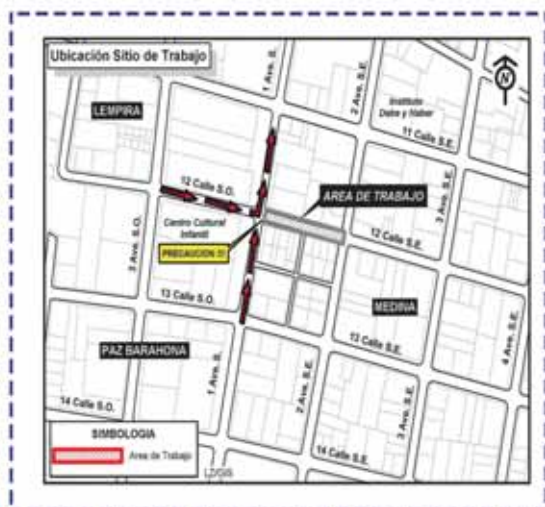 Ubicación Sitio de Trabajo
N
1 Ave. S.
2 Ave. S.E.
Instituto
LEMPIRA
11 Calle S.E.
12 Calle S.O.
AREA DE TRABAJO
3 Ave. S.E.
Centro Cultural
Infantil
12 Calle S.E.
PRECAUCION !!!
3 Ave. S.O.
13 Calle S.O.
MEDINA
4 Ave. S.E.
PAZ BARAHONA
13 Calle S.E.
1 Ave. S.
2 Ave. S.E.
3 Ave. S.E.
14 Calle S.O.
SIMBOLOGIA
Area de Trabajo
14 Calle S.E.